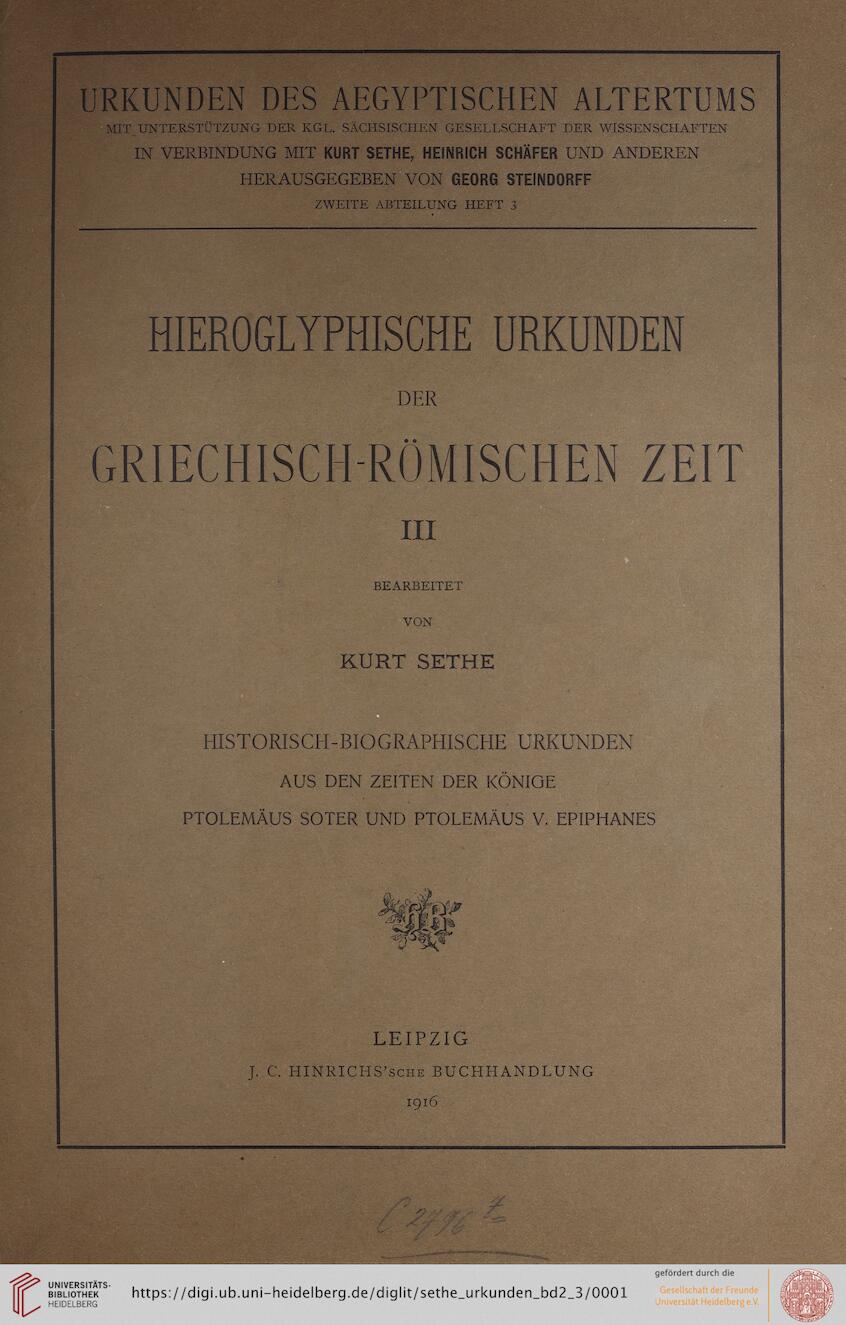 URKUNDEN DES AEGYPTISCHEN ALTERTUMS
MIT UNTERSTÜTZUNG DER KGL. SÄCHSISCHEN GESELLSCHAFT DER WISSENSCHAFTEN
IN VERBINDUNG MIT KURT SETHE, HEINRICH SCHÄFER UND ANDEREN
HERAUSGEGEBEN VON GEORG STEINDORFF
ZWEITE ABTEILUNG HEFT 3
HIEROGLYPHISCHE URKUNDEN
DER
GRIECHISCH-RÖMISCHEN ZEIT
III
BEARBEITET
VON
KURT SETHE
HISTORISCH-BIOGRAPHISCHE URKUNDEN
AUS DEN ZEITEN DER KÖNIGE
PTOLEMÄUS SOTER UND PTOLEMÄUS V. EPIPHANES
LEIPZIG
J. C. HINRICHS'SCHE BUCHHANDLUNG
1916
C 2796
UNIVERSITÄTS-
BIBLIOTHEK
HEIDELBERG
https://digi.ub.uni-heidelberg.de/diglit/sethe_urkunden_bd2_3/0001
gefördert durch die
Gesellschaft der Freunde
Universität Heidelberg e.V.